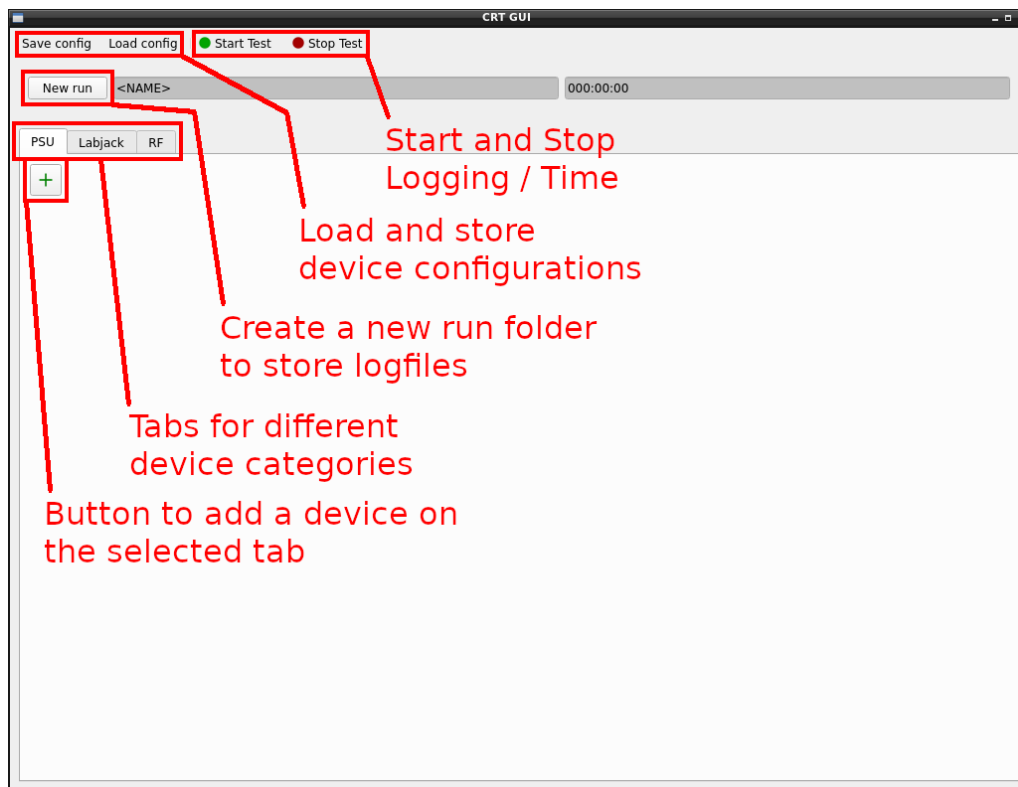 CRT GUI
Save config Load config Start Test Stop Test
New run <NAME> 000:00:00
PSU Labjack RF
+
Start and Stop
Logging / Time
Load and store
device configurations
Create a new run folder
to store logfiles
Tabs for different
device categories
Button to add a device on
the selected tab